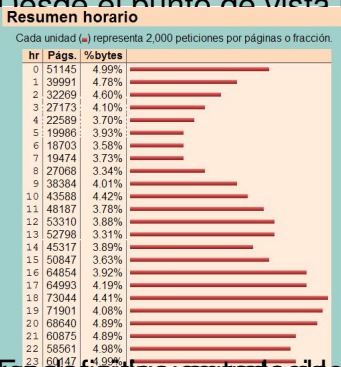 Desde el punto de vista
Resumen horario
Cada unidad (▬) representa 2,000 peticiones por páginas o fracción.
hr Págs. %bytes
0 51145 4.99%
1 39991 4.78%
2 32269 4.60%
3 27173 4.10%
4 22589 3.70%
5 19986 3.93%
6 18703 3.58%
7 19474 3.73%
8 27068 3.34%
9 38384 4.01%
10 43588 4.42%
11 48187 3.78%
12 53310 3.88%
13 52798 3.31%
14 45317 3.89%
15 50847 3.63%
16 64854 3.92%
17 64993 4.19%
18 73044 4.41%
19 71901 4.08%
20 68640 4.89%
21 60875 4.89%
22 58561 4.98%
23 60147 4.99%